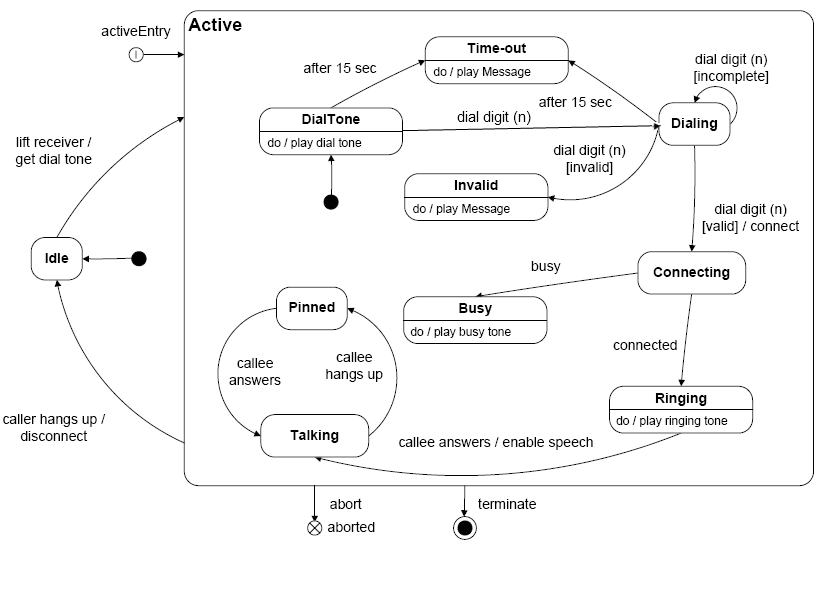 activeEntry
Active
Time-out
do / play Message
after 15 sec
dial digit (n)
[incomplete]
DialTone
do / play dial tone
dial digit (n)
after 15 sec
Dialing
dial digit (n)
[invalid]
Invalid
do / play Message
lift receiver /
get dial tone
dial digit (n)
[valid] / connect
Idle
Connecting
busy
Busy
do / play busy tone
Pinned
callee
answers
callee
hangs up
connected
Ringing
do / play ringing tone
Talking
callee answers / enable speech
caller hangs up /
disconnect
abort
aborted
terminate